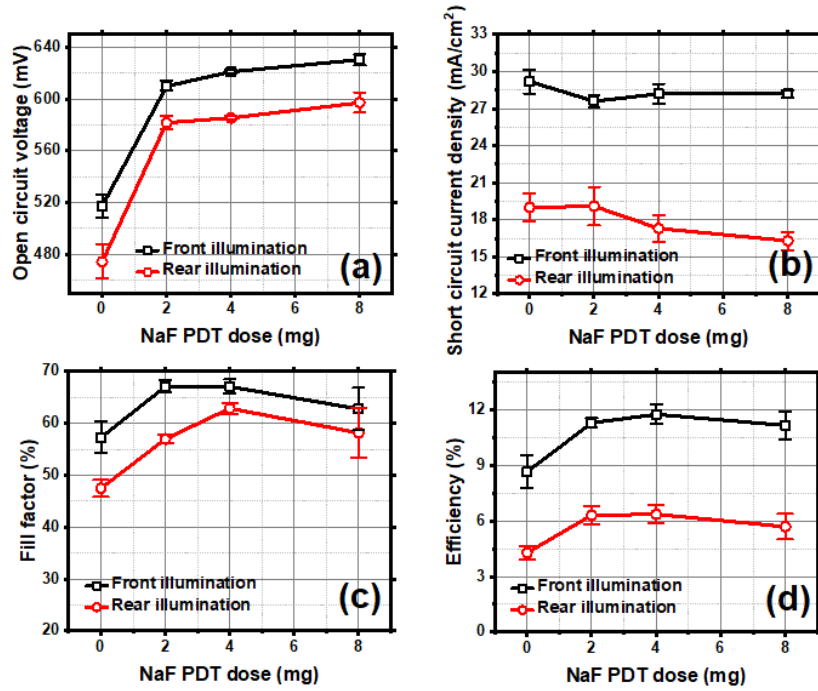 Open circuit voltage (mV)
640
600
560
520
480
Front illumination
Rear illumination
(a)
0 2 4 6 8
NaF PDT dose (mg)
Short circuit current density (mA/cm²)
33
30
27
24
21
18
15
12
Front illumination
Rear illumination
(b)
0 2 4 6 8
NaF PDT dose (mg)
Fill factor (%)
70
60
50
40
30
20
Front illumination
Rear illumination
(c)
0 2 4 6 8
NaF PDT dose (mg)
Efficiency (%)
12
9
6
3
0
Front illumination
Rear illumination
(d)
0 2 4 6 8
NaF PDT dose (mg)